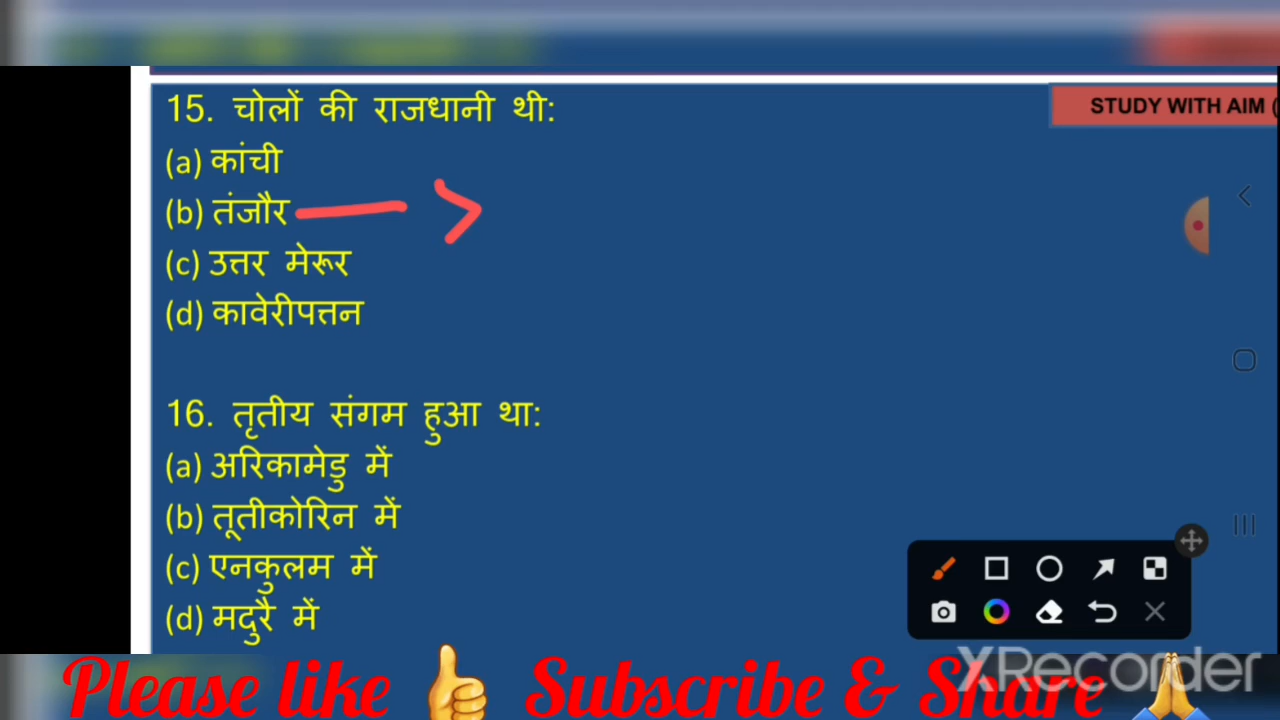 15. चोलों की राजधानी थी:
STUDY WITH AIM (
(a) कांची
(b) तंजौर
(c) उत्तर मेरूर
(d) कावेरीपत्तन
16. तृतीय संगम हुआ था:
(a) अरिकामेडु में
(b) तूतीकोरिन में
(c) एनकुलम में
(d) मदुरै में
Please like 👍 Subscribe & Share 🙏
XRecorder